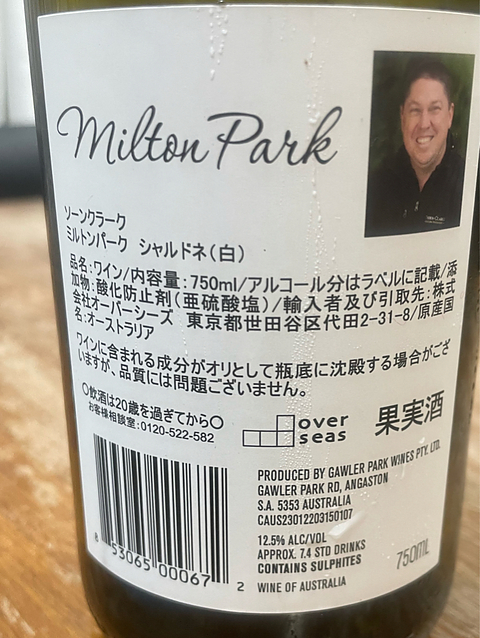 Milton Park
ソーンクラーク
ミルトンパーク シャルドネ(白)
品名:ワイン/内容量:750ml/アルコール分はラベルに記載/添
加物:酸化防止剤(亜硫酸塩)/輸入者及び引取先:株式
会社オーバーシーズ 東京都世田谷区代田2-31-8/原産国
名:オーストラリア
ワインに含まれる成分がオリとして瓶底に沈殿する場合がござ
いますが、品質には問題ございません。
○飲酒は20歳を過ぎてから○
お客様相談室:0120-522-582
over
seas
果実酒
PRODUCED BY GAWLER PARK WINES PTY. LTD.
GAWLER PARK RD, ANGASTON
S.A. 5353 AUSTRALIA
CAUS23012203150107
12.5% ALC/VOL
APPROX. 7.4 STD DRINKS
CONTAINS SULPHITES
WINE OF AUSTRALIA
750mL
8 53065 00067 2